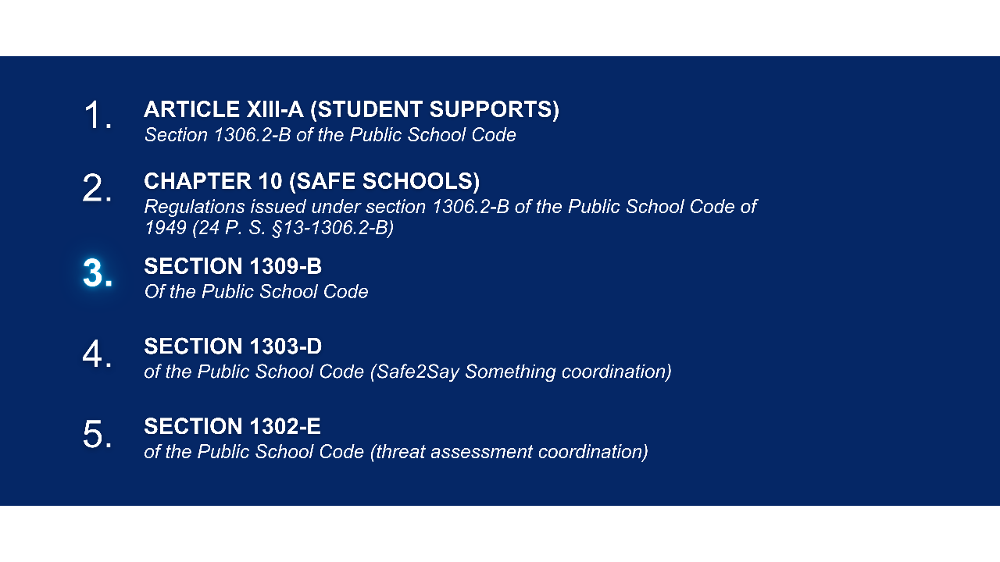 1. ARTICLE XIII-A (STUDENT SUPPORTS)
Section 1306.2-B of the Public School Code
2. CHAPTER 10 (SAFE SCHOOLS)
Regulations issued under section 1306.2-B of the Public School Code of
1949 (24 P. S. §13-1306.2-B)
3. SECTION 1309-B
Of the Public School Code
4. SECTION 1303-D
of the Public School Code (Safe2Say Something coordination)
5. SECTION 1302-E
of the Public School Code (threat assessment coordination)